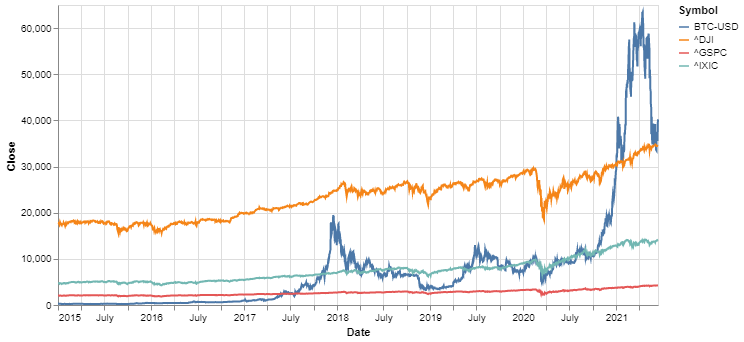 Symbol
BTC-USD
^DJI
^GSPC
^IXIC
Close
60,000
50,000
40,000
30,000
20,000
10,000
0
2015 July 2016 July 2017 July 2018 July 2019 July 2020 July 2021
Date